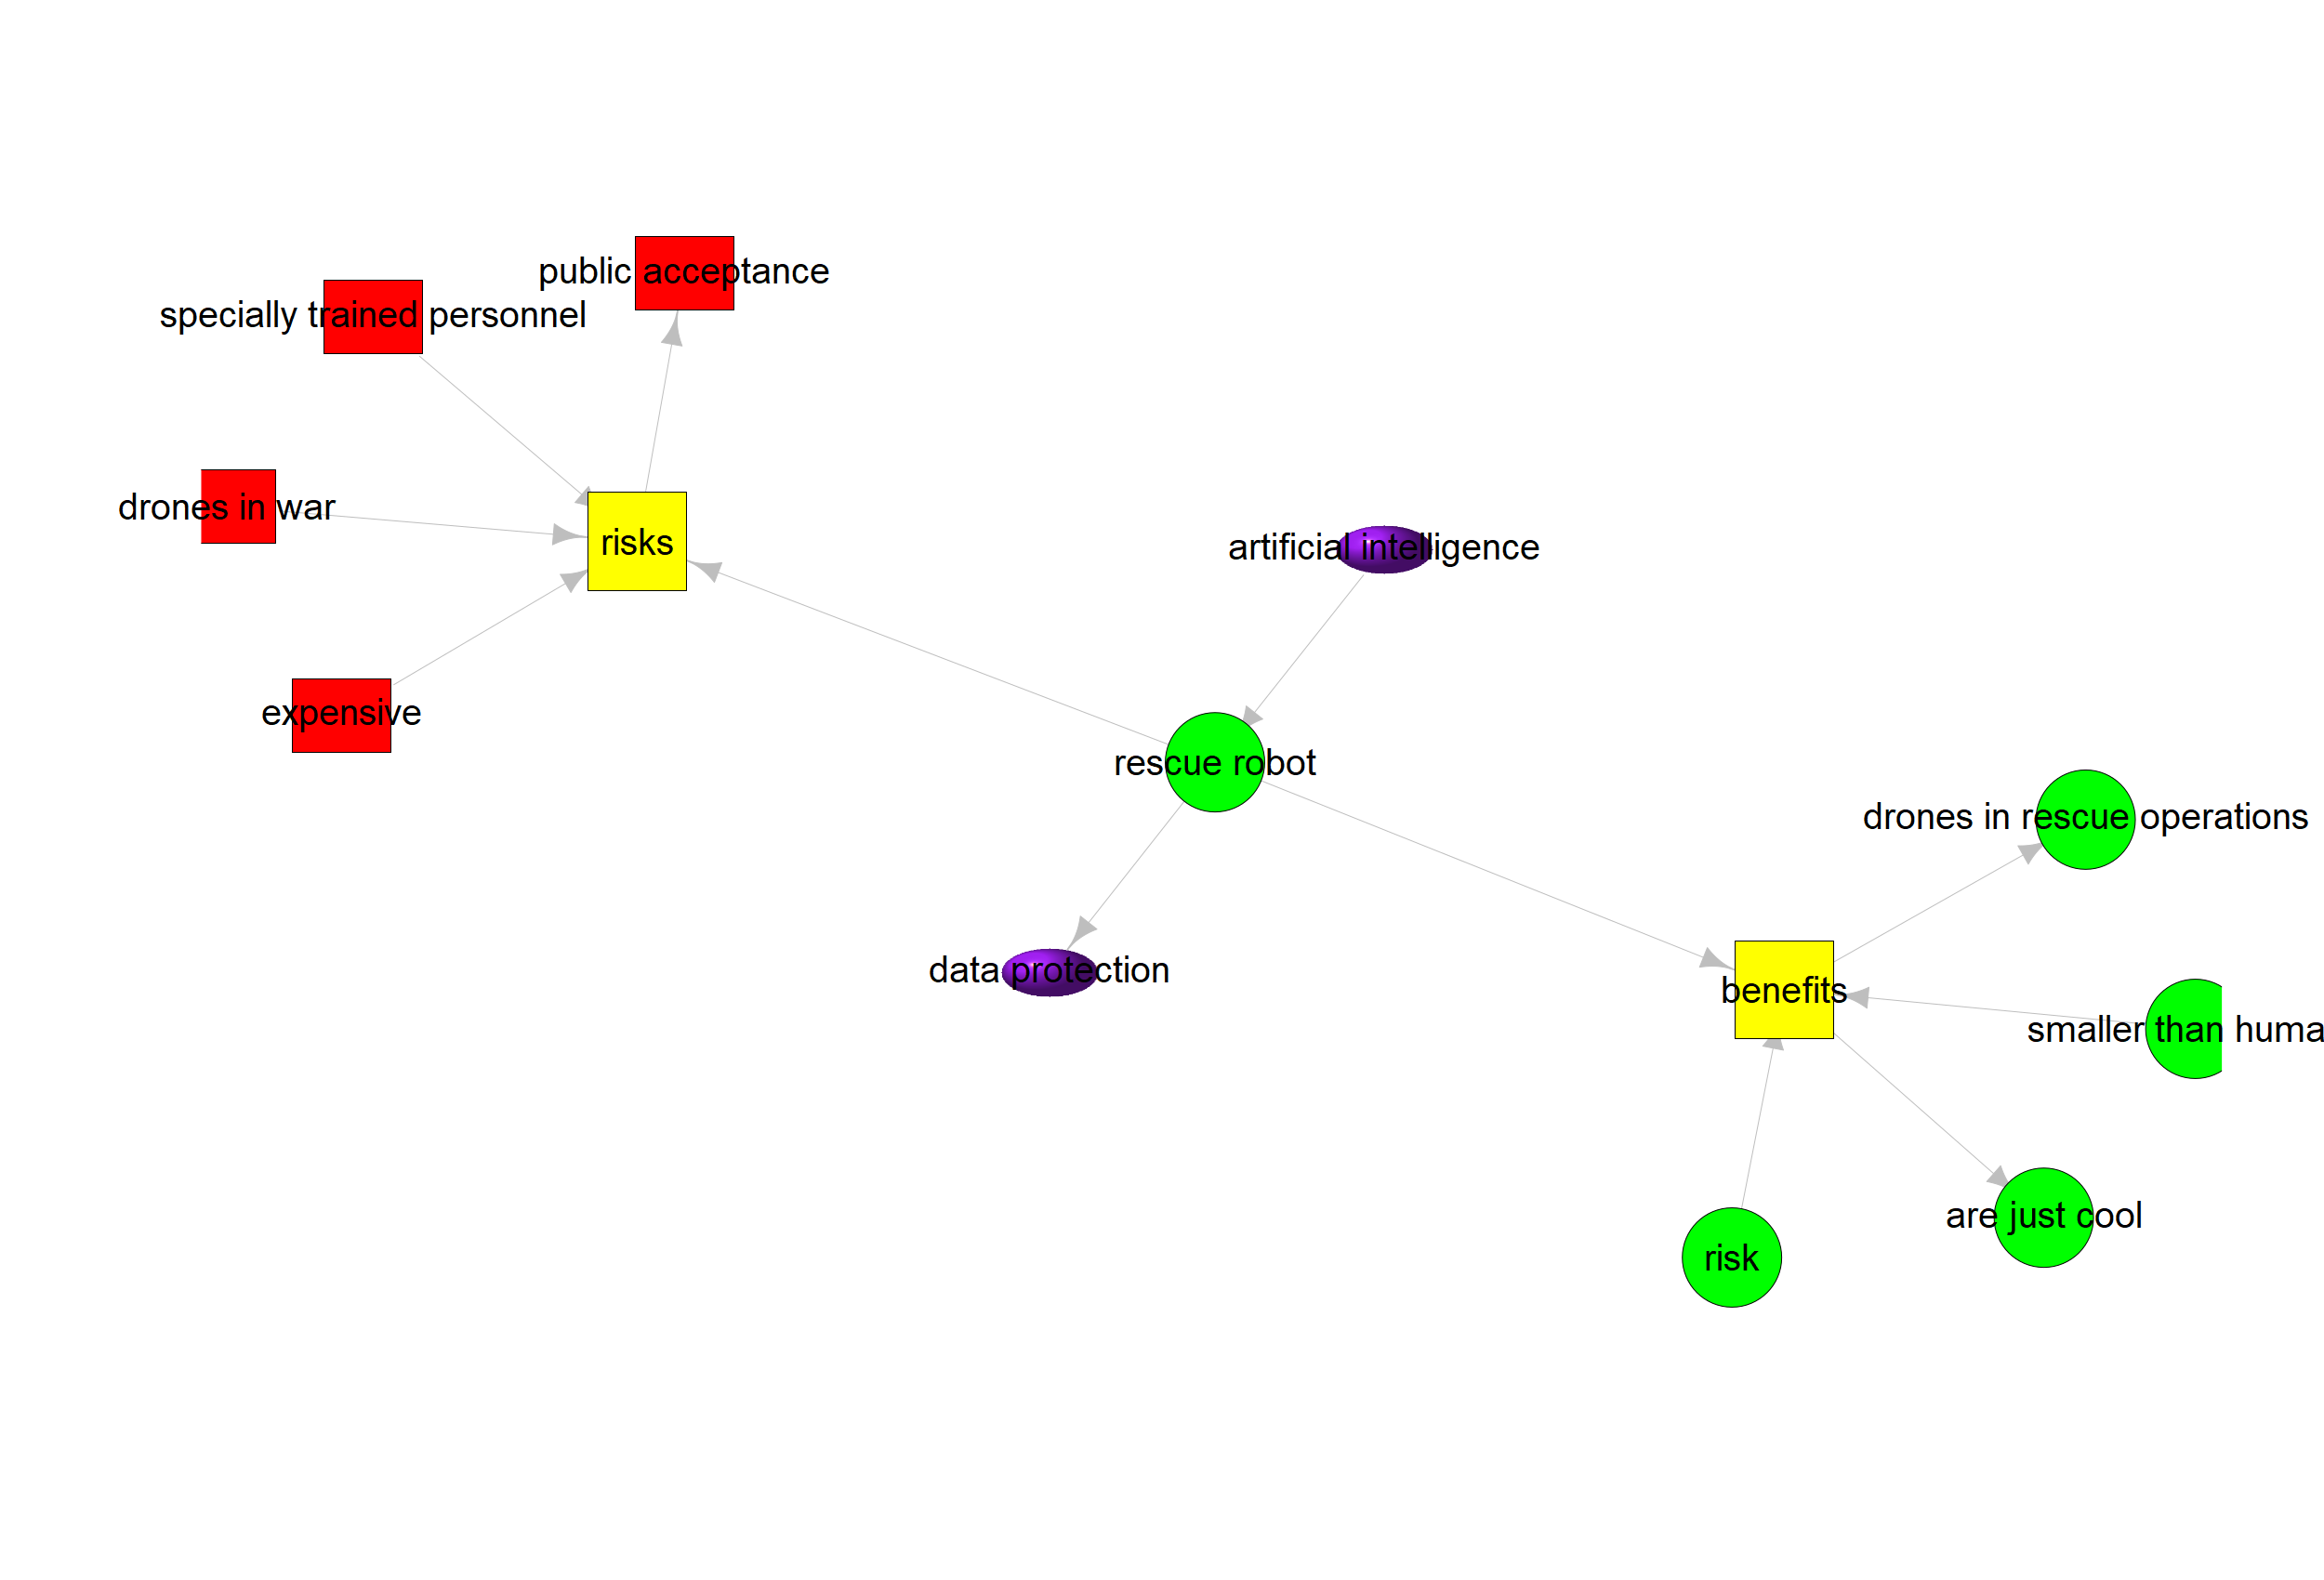 public acceptance
specially trained personnel
drones in war
risks
artificial intelligence
expensive
rescue robot
drones in rescue operations
data protection
benefits
smaller than huma
are just cool
risk